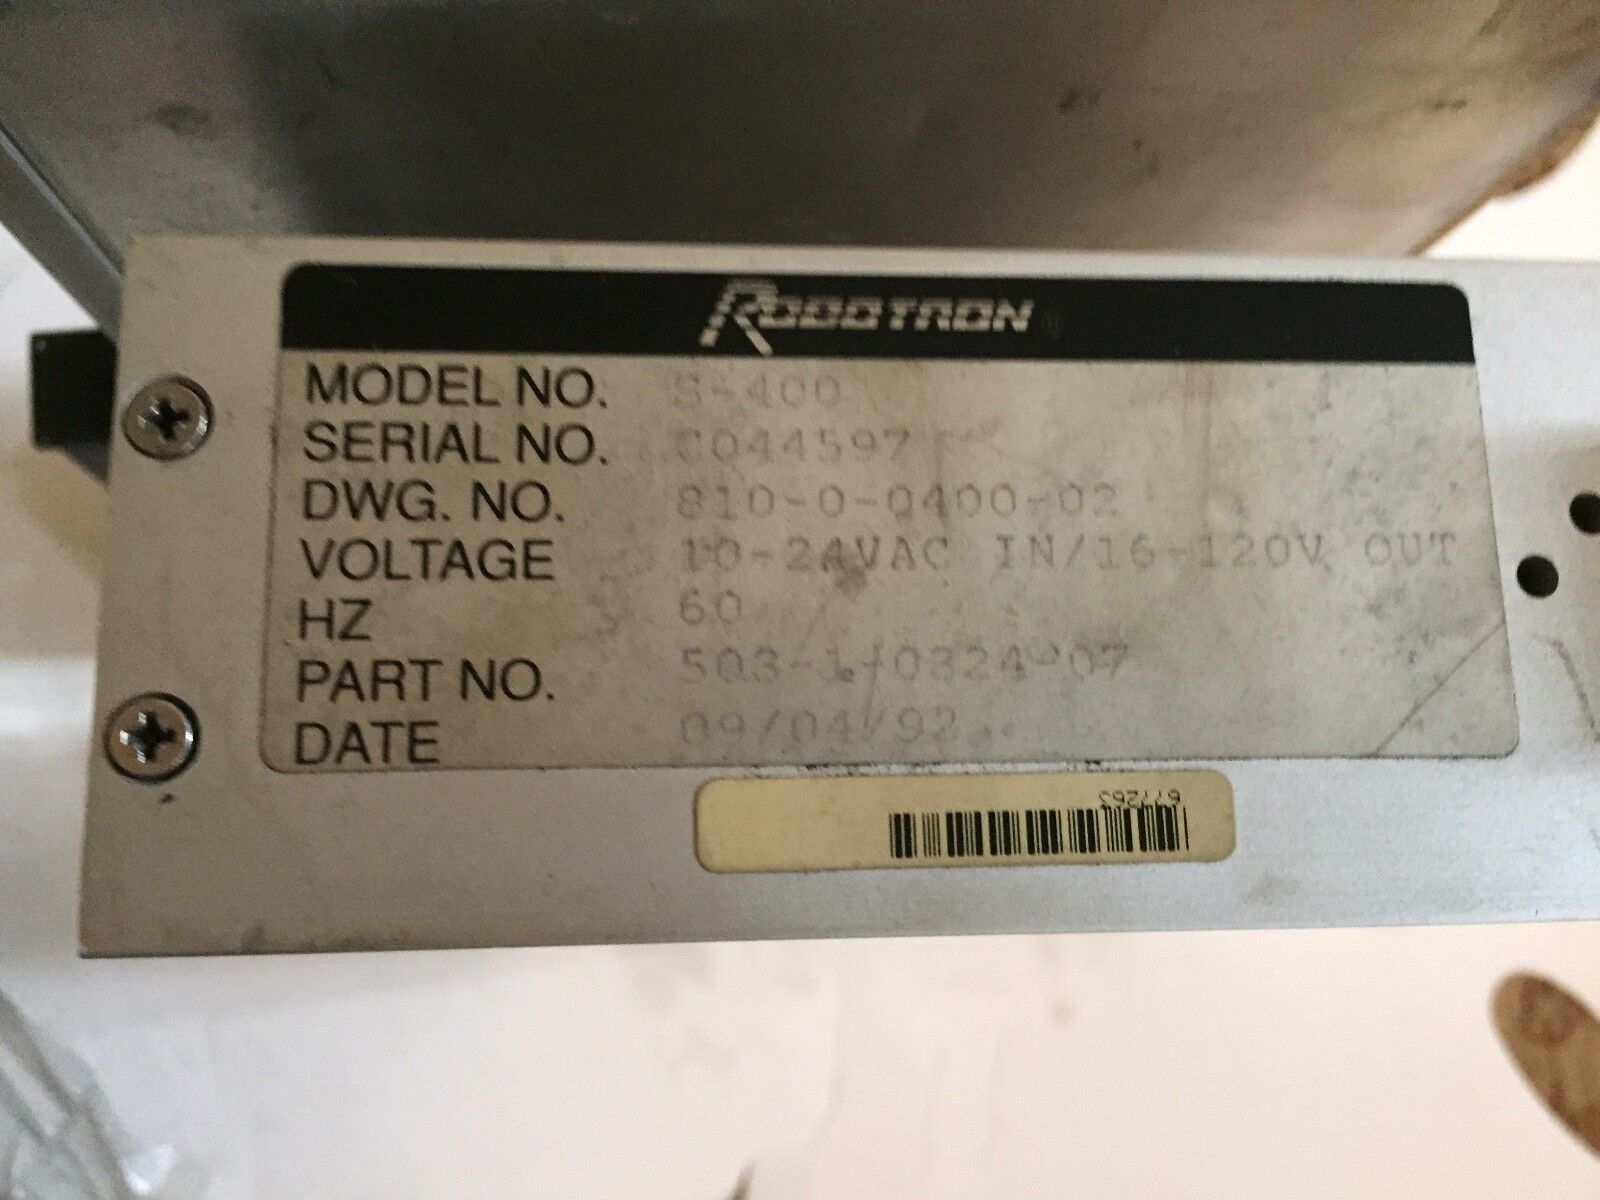 ROBOTRON
MODEL NO. S-400
SERIAL NO. C044597
DWG. NO. 810-0-0400-02
VOLTAGE 10-24VAC IN/16-120V OUT
HZ 60
PART NO. 503-1-0324-07
DATE 09/04/92
677263